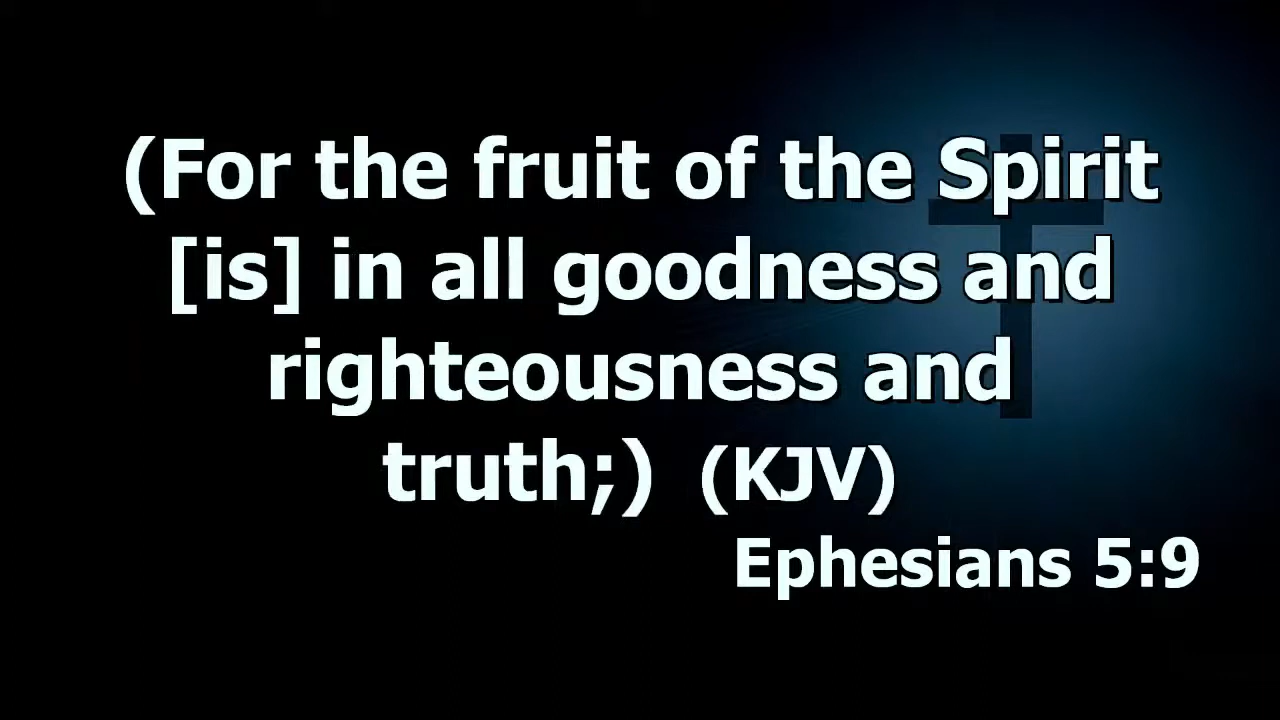 (For the fruit of the Spirit
[is] in all goodness and
righteousness and
truth;) (KJV)
Ephesians 5:9